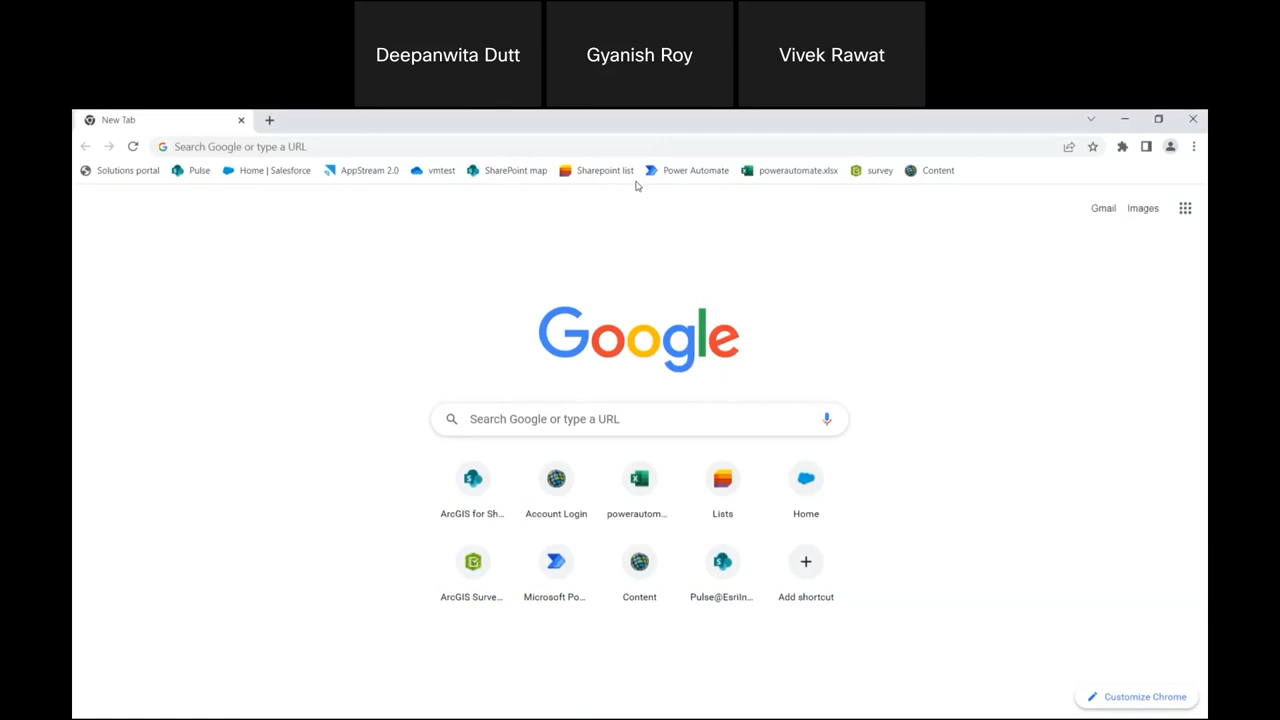 Deepanwita Dutt Gyanish Roy Vivek Rawat
New Tab
Search Google or type a URL
Solutions portal Pulse Home | Salesforce AppStream 2.0 vmtest SharePoint map Sharepoint list Power Automate powerautomate.xlsx survey Content
Gmail Images
Google
Search Google or type a URL
ArcGIS for Sh... Account Login powerautom... Lists Home
ArcGIS Surve... Microsoft Po... Content Pulse@EsriIn... Add shortcut
Customize Chrome